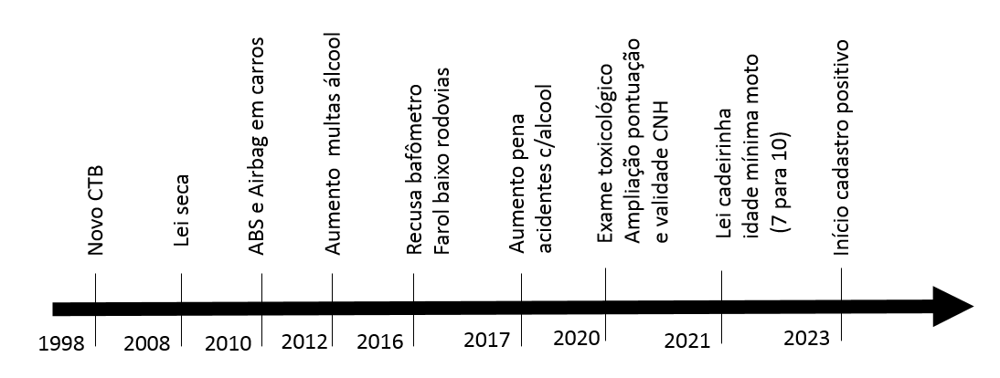 Novo CTB
Lei seca
ABS e Airbag em carros
Aumento  multas álcool
Recusa bafômetro
Farol baixo rodovias
Aumento pena
acidentes c/alcool
Exame toxicológico
Ampliação pontuação
e validade CNH
Lei cadeirinha
idade mínima moto
(7 para 10)
Início cadastro positivo
1998
2008
2010
2012
2016
2017
2020
2021
2023